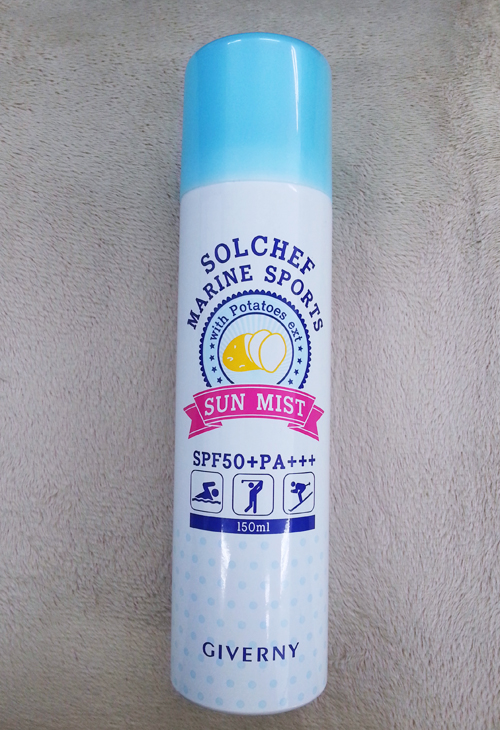 SOLCHEF
MARINE SPORTS
with Potatoes ext
SUN MIST
SPF50+PA+++
150ml
GIVERNY